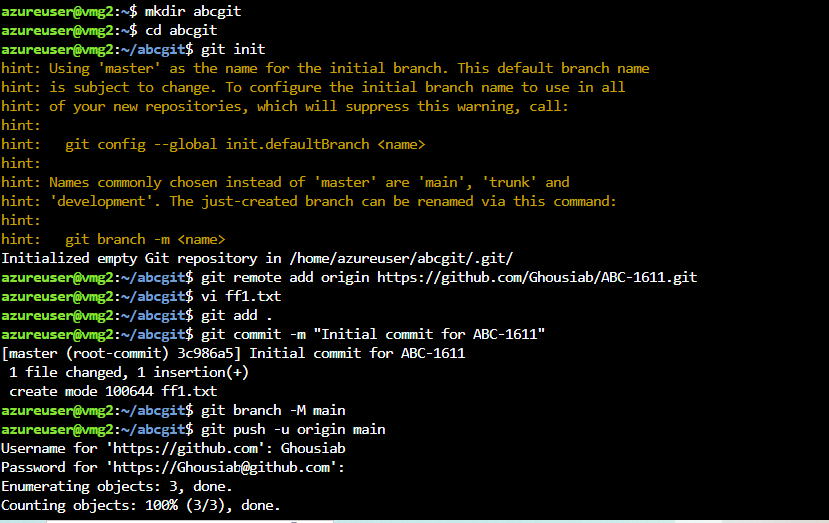 azureuser@vmg2:~$ mkdir abcgit
azureuser@vmg2:~$ cd abcgit
azureuser@vmg2:~/abcgit$ git init
hint: Using 'master' as the name for the initial branch. This default branch name
hint: is subject to change. To configure the initial branch name to use in all
hint: of your new repositories, which will suppress this warning, call:
hint:
hint:   git config --global init.defaultBranch <name>
hint:
hint: Names commonly chosen instead of 'master' are 'main', 'trunk' and
hint: 'development'. The just-created branch can be renamed via this command:
hint:
hint:   git branch -m <name>
Initialized empty Git repository in /home/azureuser/abcgit/.git/
azureuser@vmg2:~/abcgit$ git remote add origin https://github.com/Ghousiab/ABC-1611.git
azureuser@vmg2:~/abcgit$ vi ff1.txt
azureuser@vmg2:~/abcgit$ git add .
azureuser@vmg2:~/abcgit$ git commit -m "Initial commit for ABC-1611"
[master (root-commit) 3c986a5] Initial commit for ABC-1611
 1 file changed, 1 insertion(+)
 create mode 100644 ff1.txt
azureuser@vmg2:~/abcgit$ git branch -M main
azureuser@vmg2:~/abcgit$ git push -u origin main
Username for 'https://github.com': Ghousiab
Password for 'https://Ghousiab@github.com':
Enumerating objects: 3, done.
Counting objects: 100% (3/3), done.